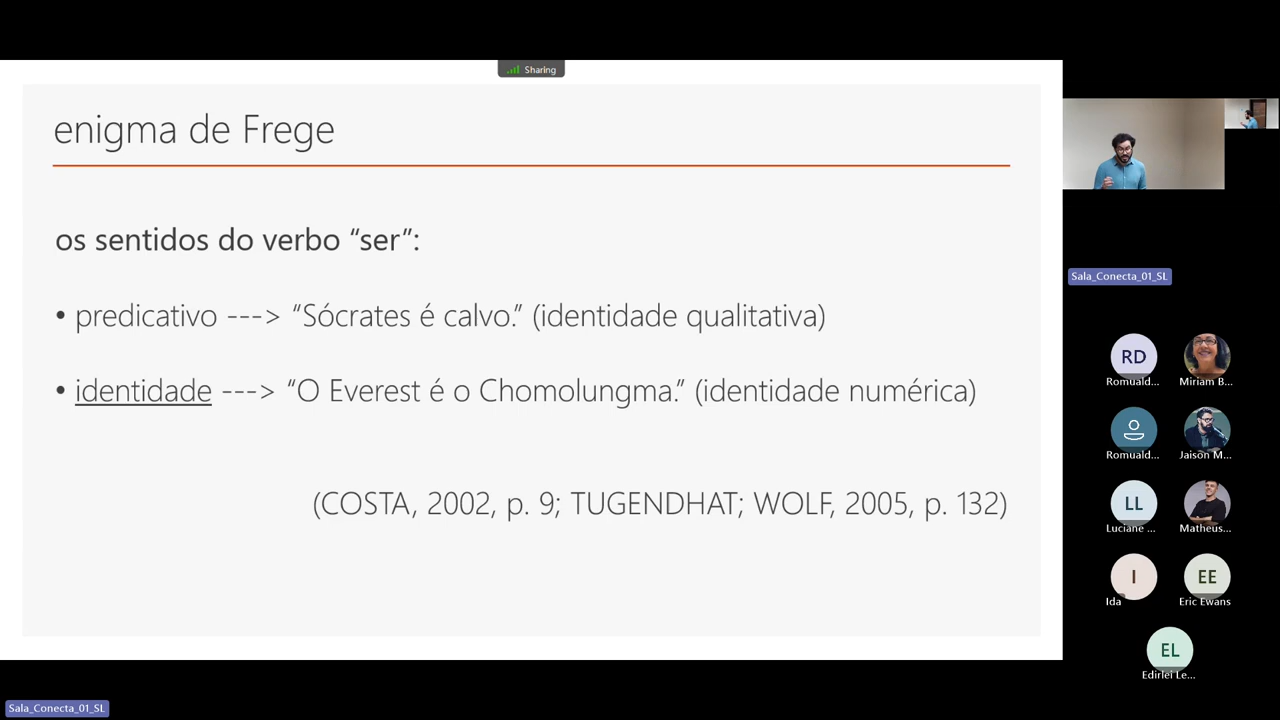 Sharing
enigma de Frege
os sentidos do verbo “ser”:
• predicativo ---> “Sócrates é calvo.” (identidade qualitativa)
• identidade ---> “O Everest é o Chomolungma.” (identidade numérica)
(COSTA, 2002, p. 9; TUGENDHAT; WOLF, 2005, p. 132)
Sala_Conecta_01_SL
RD
Romuald...
Miriam B...
Romuald...
Jaison M...
LL
Luciane ...
Matheus...
I
Ida
EE
Eric Ewans
EL
Edirlei Le...
Sala_Conecta_01_SL